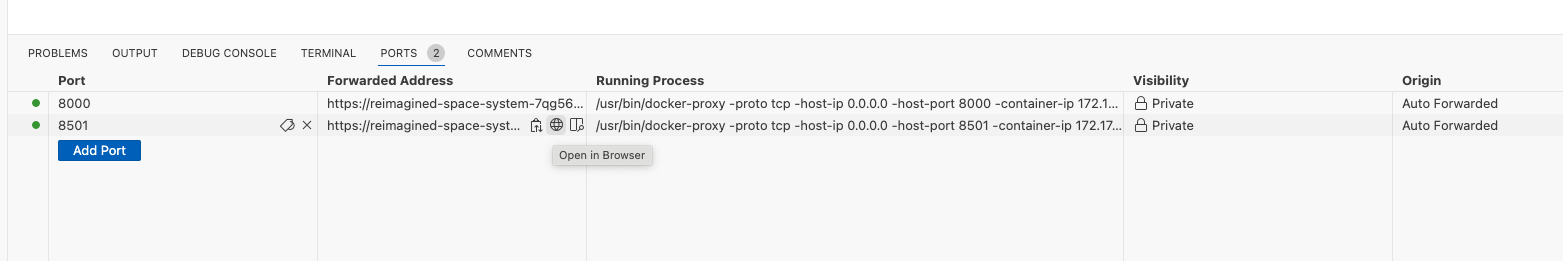 PROBLEMS OUTPUT DEBUG CONSOLE TERMINAL PORTS 2 COMMENTS
Port Forwarded Address Running Process Visibility Origin
8000 https://reimagined-space-system-7qg56... /usr/bin/docker-proxy -proto tcp -host-ip 0.0.0.0 -host-port 8000 -container-ip 172.1... Private Auto Forwarded
8501 https://reimagined-space-syst... /usr/bin/docker-proxy -proto tcp -host-ip 0.0.0.0 -host-port 8501 -container-ip 172.17... Private Auto Forwarded
Add Port
Open in Browser